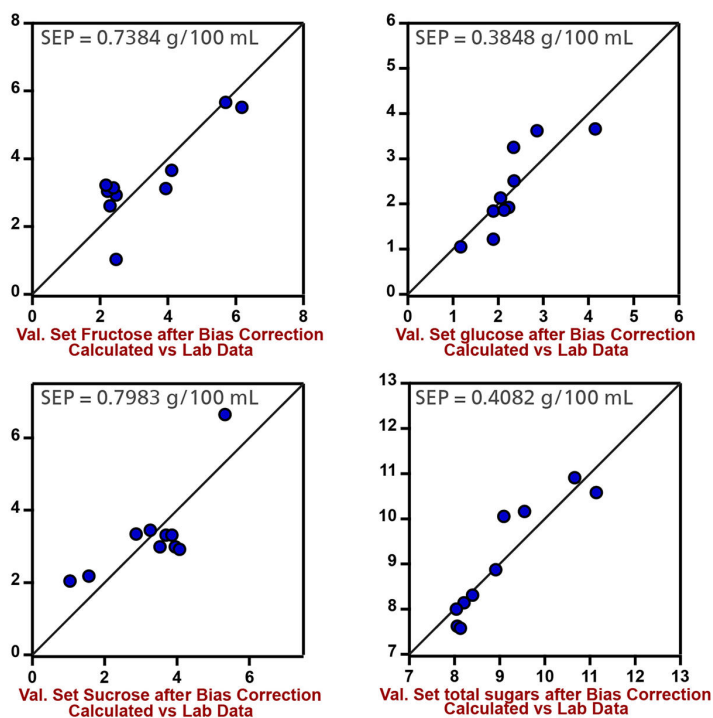 8
SEP = 0.7384 g/100 mL
6
4
2
0
0 2 4 6 8
Val. Set Fructose after Bias Correction
Calculated vs Lab Data
6
SEP = 0.3848 g/100 mL
5
4
3
2
1
0
0 1 2 3 4 5 6
Val. Set glucose after Bias Correction
Calculated vs Lab Data
SEP = 0.7983 g/100 mL
6
4
2
0
0 2 4 6
Val. Set Sucrose after Bias Correction
Calculated vs Lab Data
13
SEP = 0.4082 g/100 mL
12
11
10
9
8
7
7 8 9 10 11 12 13
Val. Set total sugars after Bias Correction
Calculated vs Lab Data